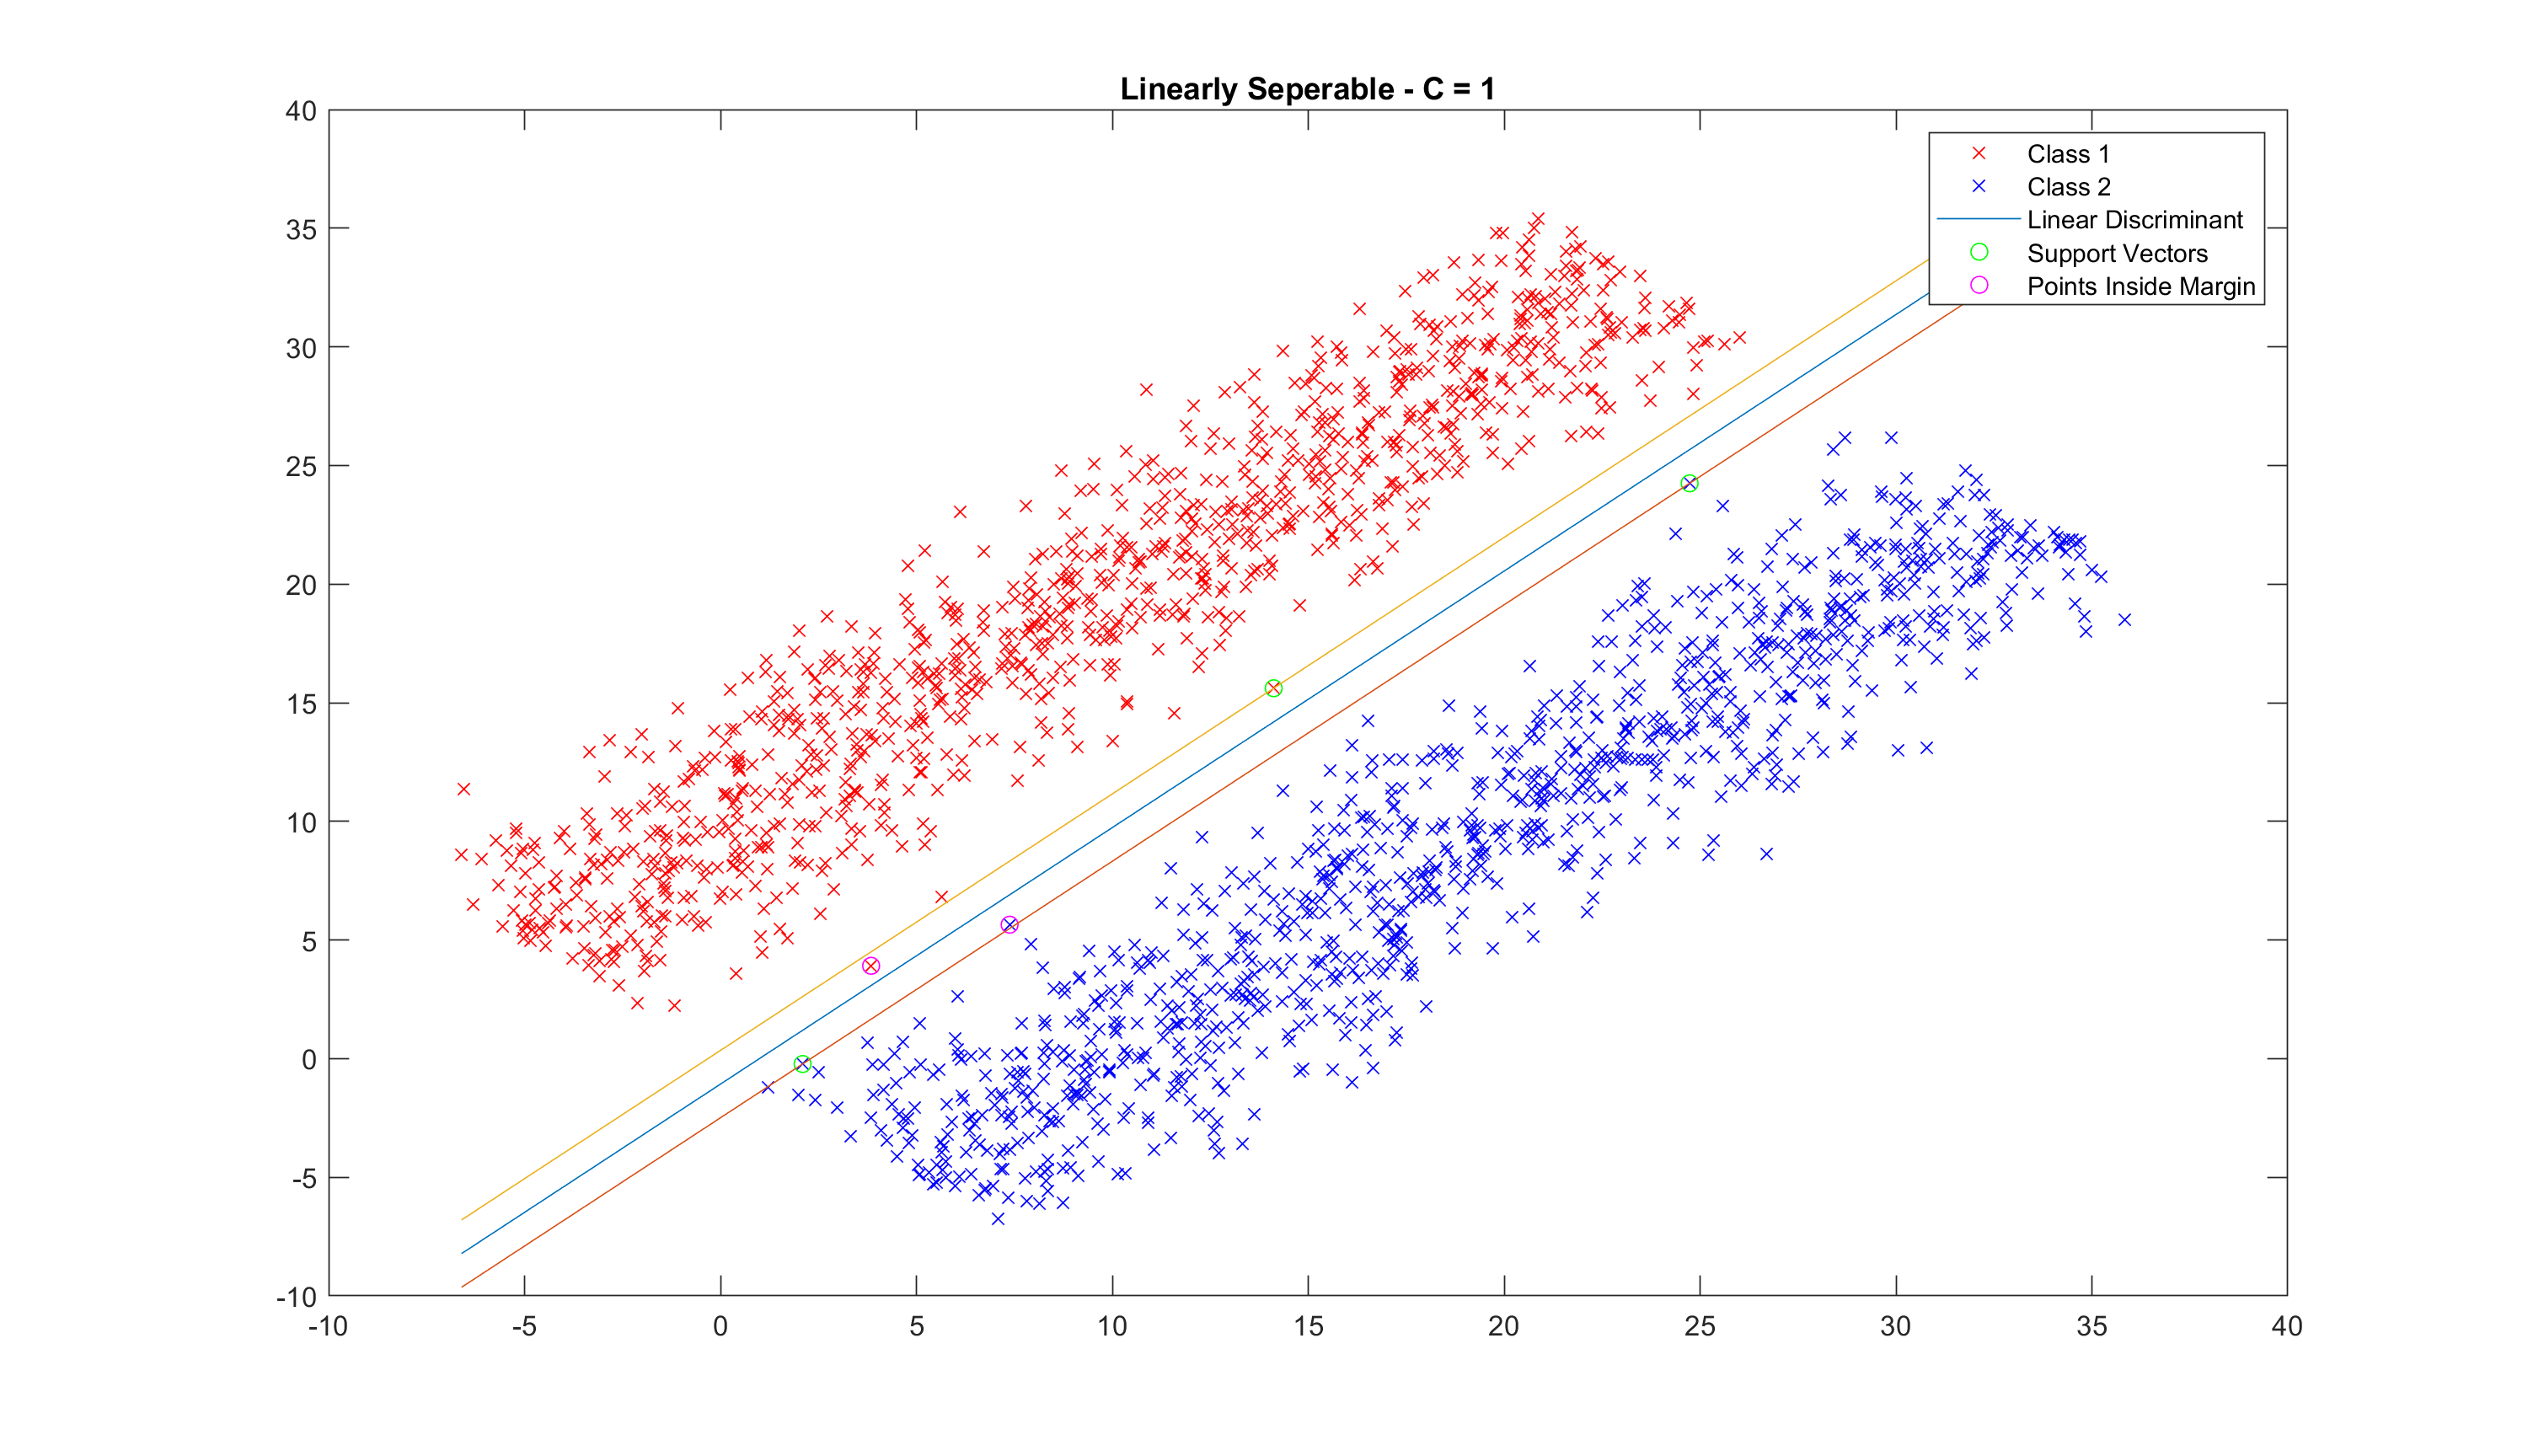 Linearly Seperable - C = 1
40
35
30
25
20
15
10
5
0
-5
-10
-10 -5 0 5 10 15 20 25 30 35 40
Class 1
Class 2
Linear Discriminant
Support Vectors
Points Inside Margin